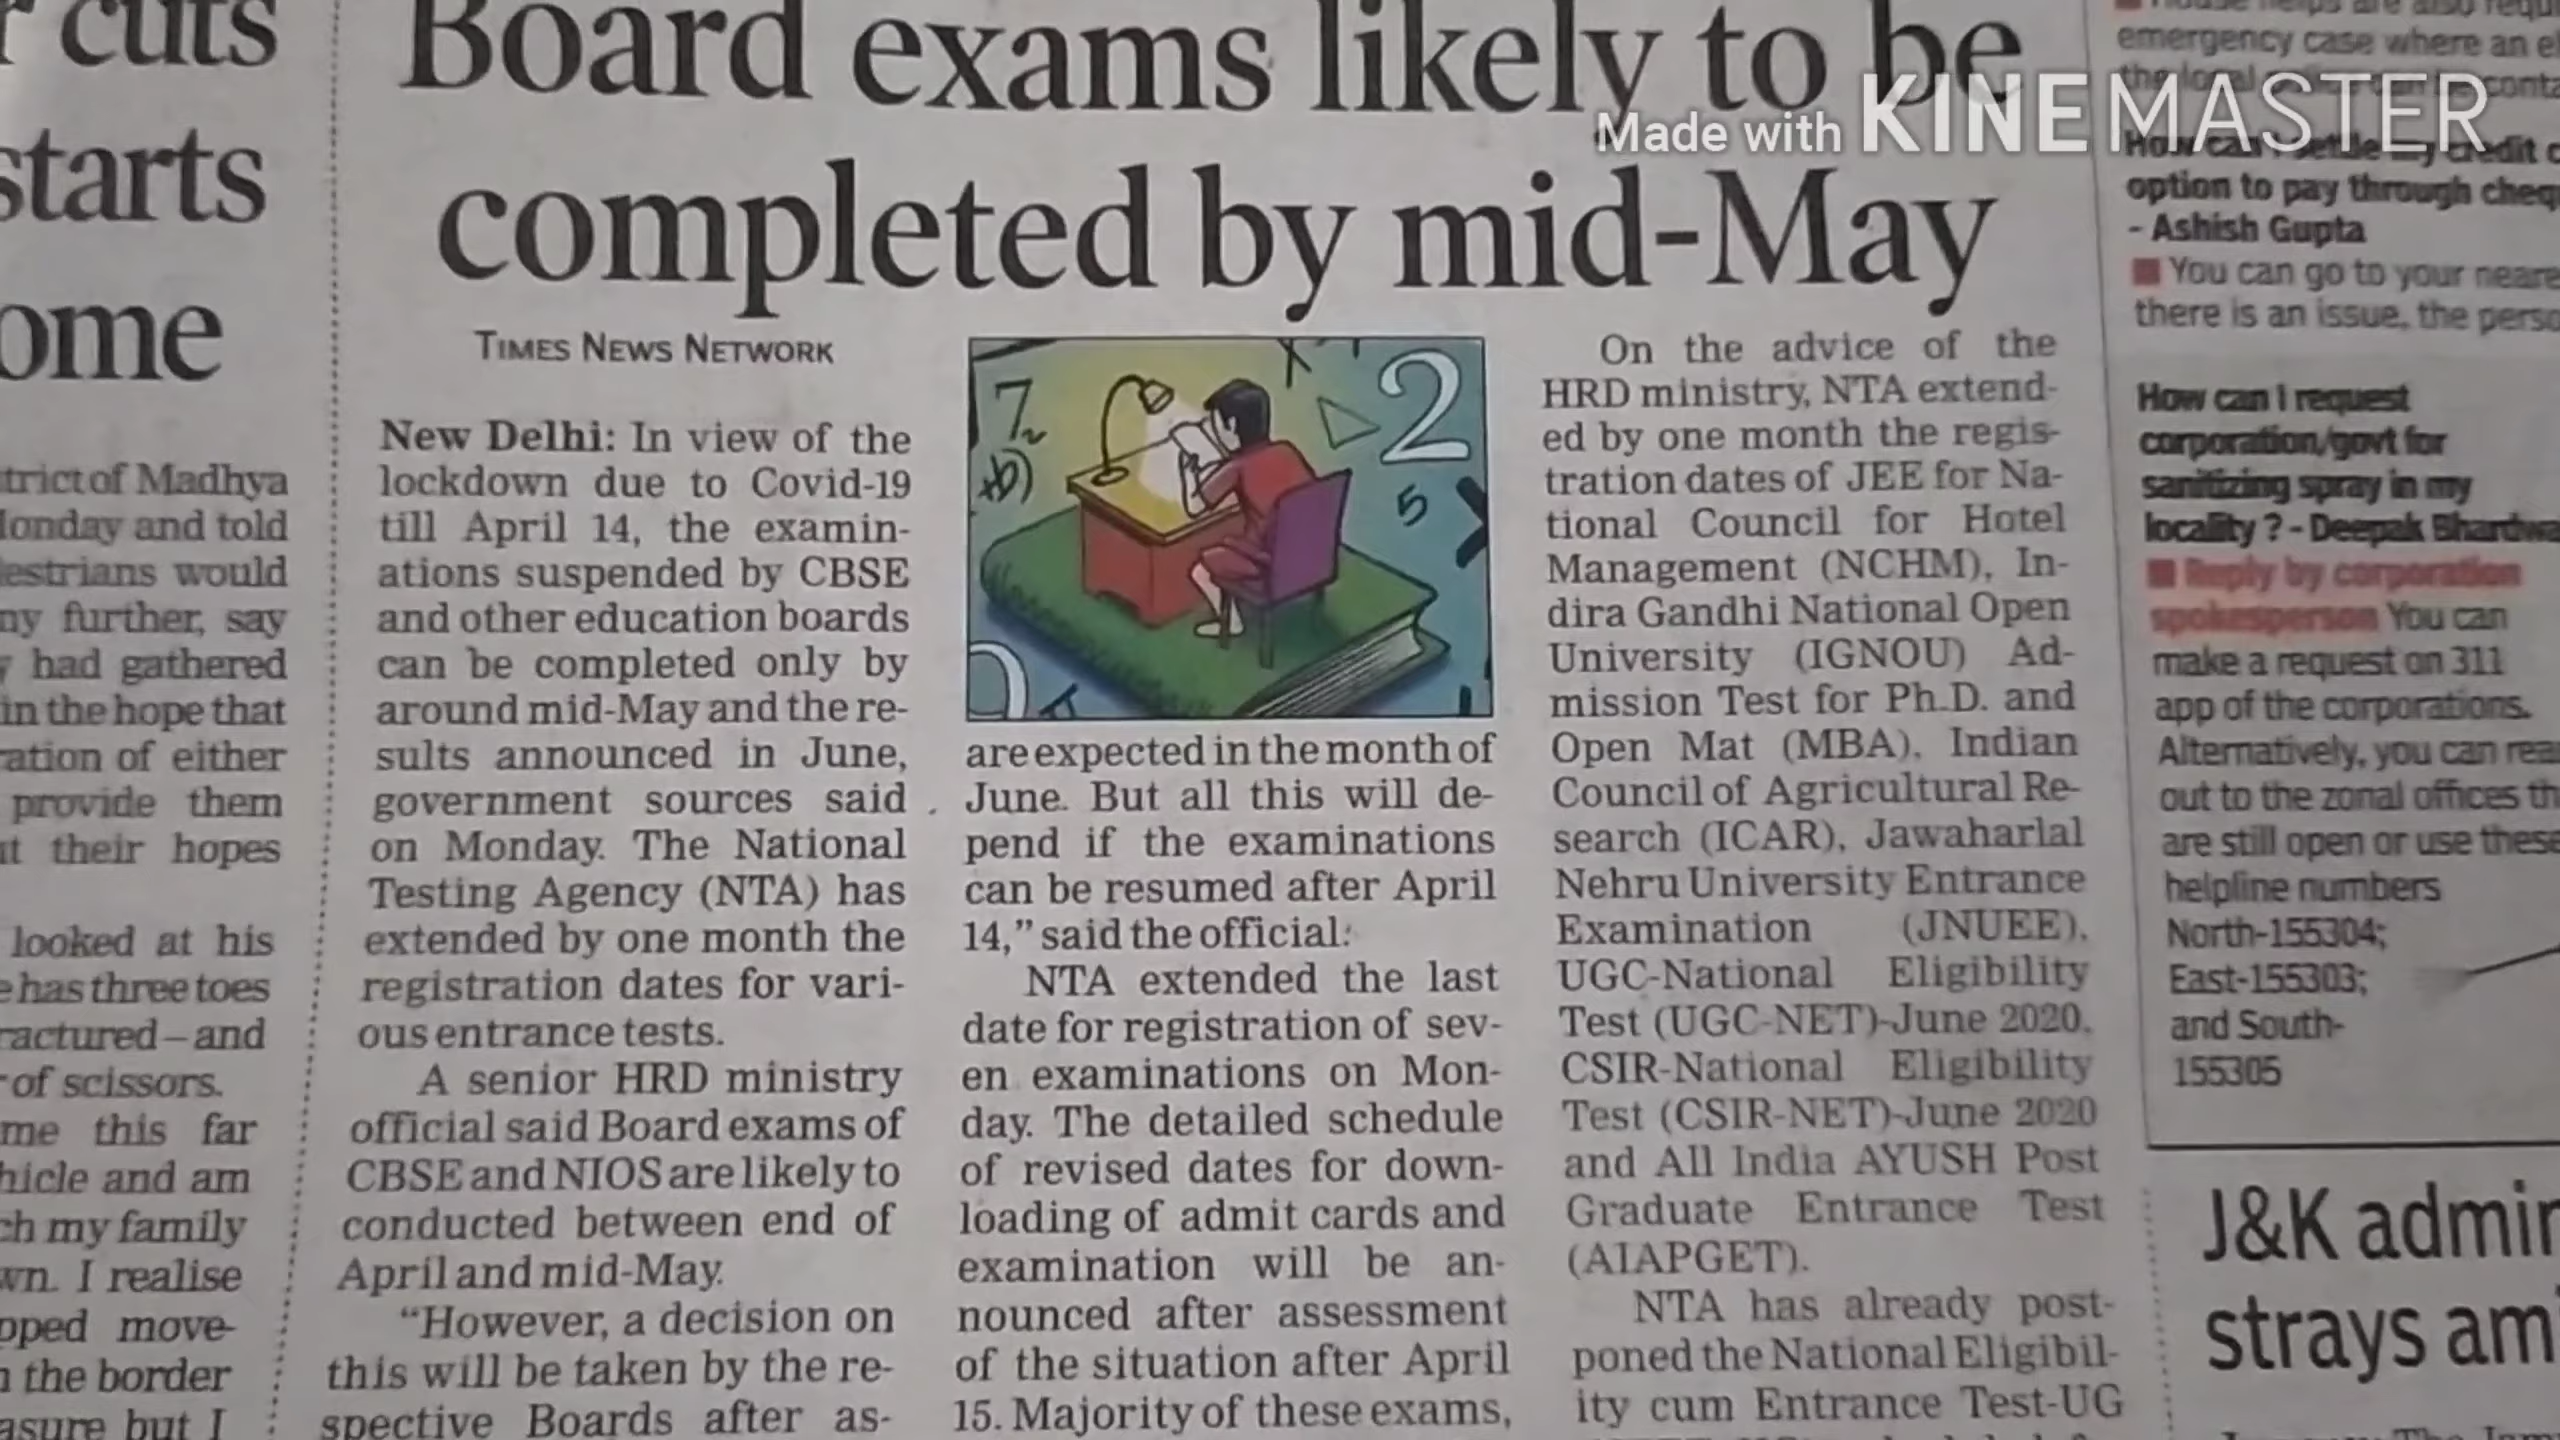 cuts
starts
ome
trict of Madhya
onday and told
estrians would
ny further, say
had gathered
in the hope that
ration of either
provide them
ut their hopes
looked at his
e has three toes
ractured – and
of scissors.
me this far
hicle and am
ch my family
wn. I realise
pped move-
n the border
asure but I
Board exams likely to be
completed by mid-May
TIMES NEWS NETWORK
New Delhi: In view of the
lockdown due to Covid-19
till April 14, the examin-
ations suspended by CBSE
and other education boards
can be completed only by
around mid-May and the re-
sults announced in June,
government sources said
on Monday. The National
Testing Agency (NTA) has
extended by one month the
registration dates for vari-
ous entrance tests.
A senior HRD ministry
official said Board exams of
CBSE and NIOS are likely to
conducted between end of
April and mid-May.
“However, a decision on
this will be taken by the re-
spective Boards after as-
7
2
5
are expected in the month of
June. But all this will de-
pend if the examinations
can be resumed after April
14,” said the official.
NTA extended the last
date for registration of sev-
en examinations on Mon-
day. The detailed schedule
of revised dates for down-
loading of admit cards and
examination will be an-
nounced after assessment
of the situation after April
15. Majority of these exams,
On the advice of the
HRD ministry, NTA extend-
ed by one month the regis-
tration dates of JEE for Na-
tional Council for Hotel
Management (NCHM), In-
dira Gandhi National Open
University (IGNOU) Ad-
mission Test for Ph.D. and
Open Mat (MBA), Indian
Council of Agricultural Re-
search (ICAR), Jawaharlal
Nehru University Entrance
Examination (JNUEE),
UGC-National Eligibility
Test (UGC-NET)-June 2020,
CSIR-National Eligibility
Test (CSIR-NET)-June 2020
and All India AYUSH Post
Graduate Entrance Test
(AIAPGET).
NTA has already post-
poned the National Eligibil-
ity cum Entrance Test-UG
Made with KINEMASTER
emergency case where an el
How can I settle my credit c
option to pay through cheq
- Ashish Gupta
You can go to your neare
there is an issue, the perso
How can I request
corporation/govt for
sanitizing spray in my
locality ? - Deepak Bhardwa
Reply by corporation
spokesperson You can
make a request on 311
app of the corporations.
Alternatively, you can rea
out to the zonal offices th
are still open or use these
helpline numbers
North-155304;
East-155303;
and South-
155305
J&K admin
strays ami